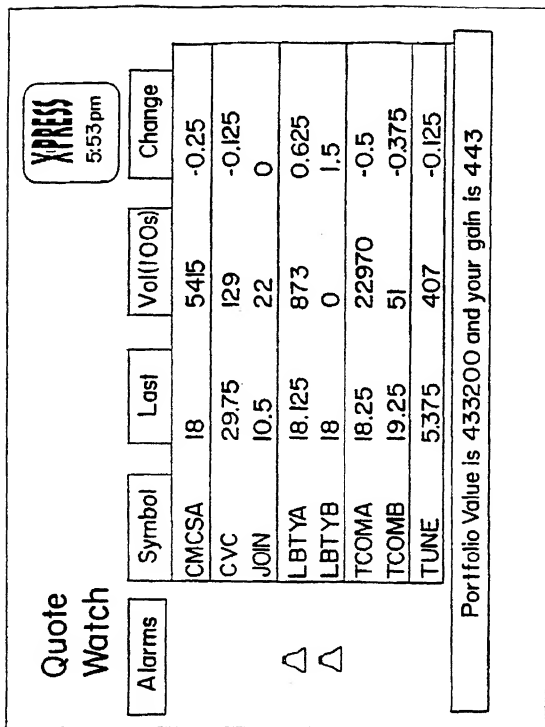 Quote
Watch
XPRESS
5:53pm
Alarms Symbol Last Vol(100s) Change
CMCSA 18 5415 -0.25
CVC 29.75 129 -0.125
JOIN 10.5 22 0
LBTYA 18.125 873 0.625
LBTYB 18 0 1.5
TCOMA 18.25 22970 -0.5
TCOMB 19.25 51 -0.375
TUNE 5.375 407 -0.125
Portfolio Value is 433200 and your gain is 443